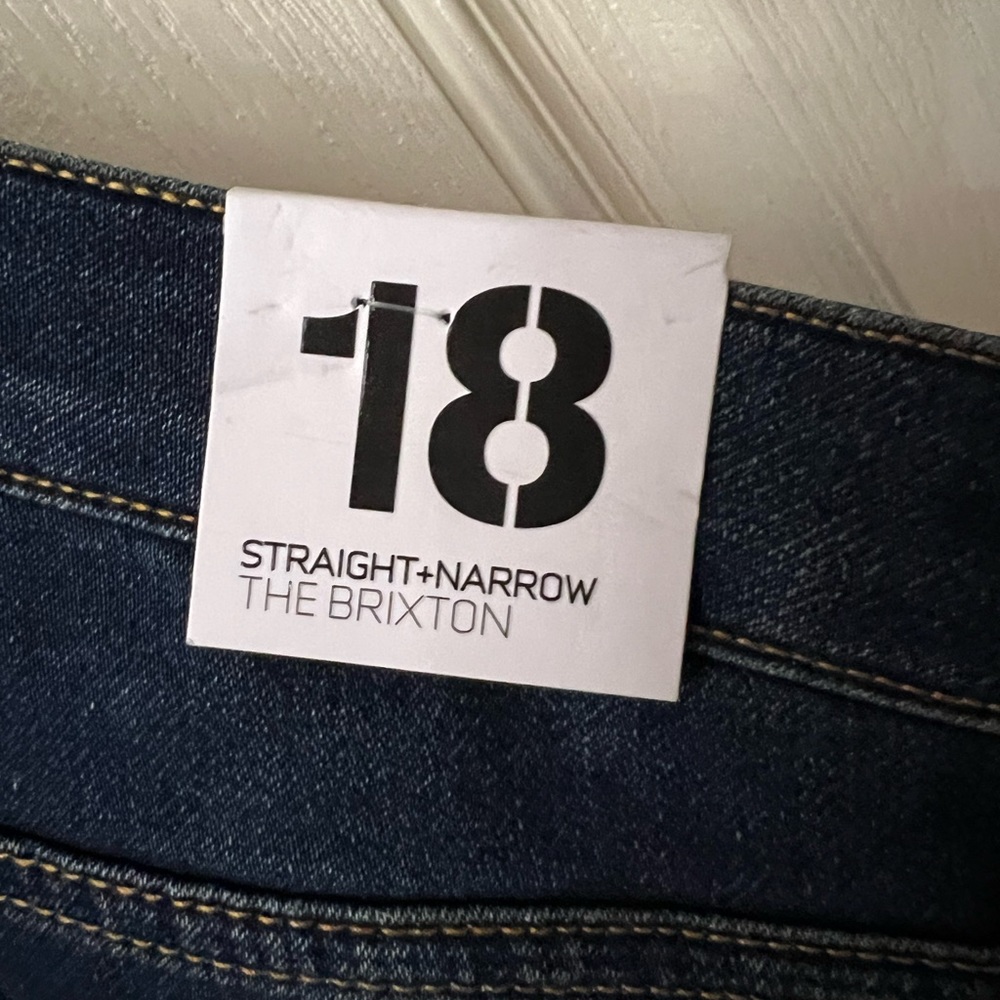 18
STRAIGHT+NARROW
THE BRIXTON